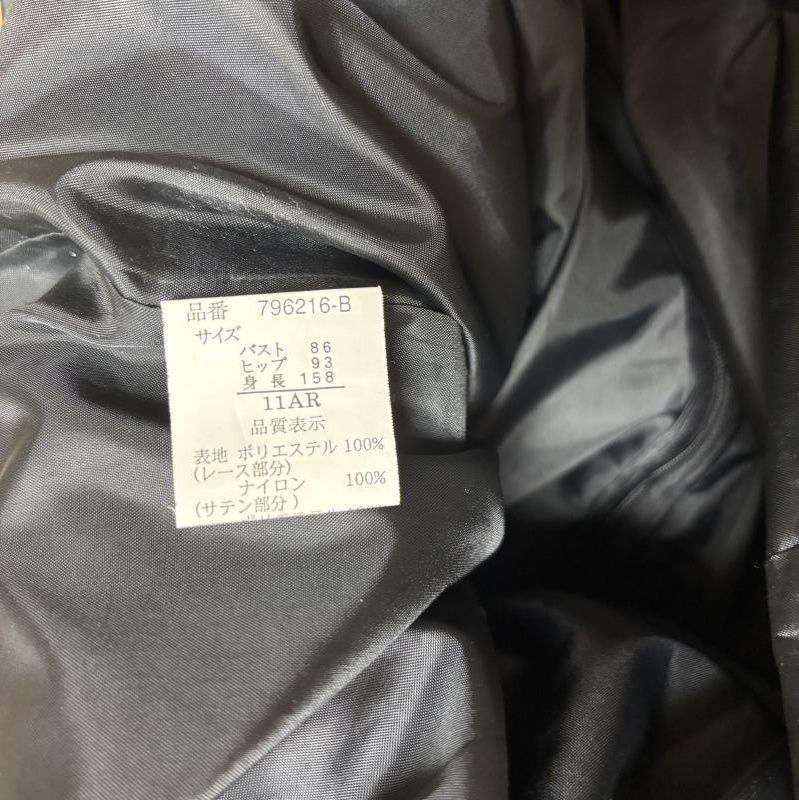 品番 796216-B
サイズ
バスト 86
ヒップ 93
身長 158
11AR
品質表示
表地 ポリエステル 100%
(レース部分)
ナイロン 100%
(サテン部分)